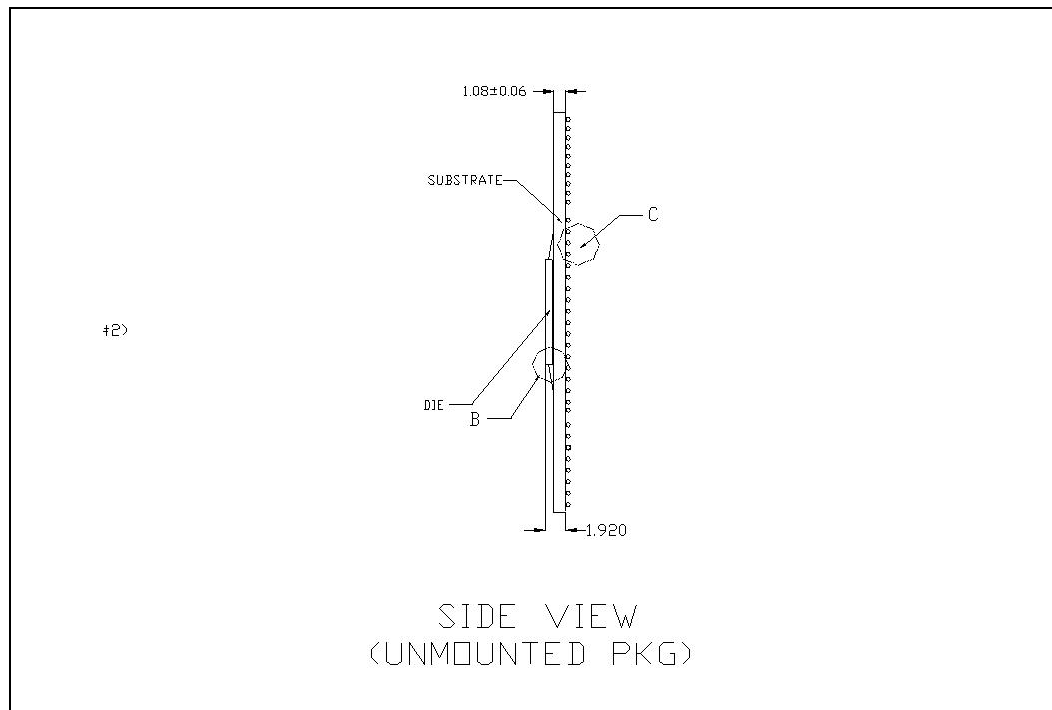 1.08±0.06
SUBSTRATE
C
#2)
DIE
B
1.920
SIDE VIEW
(UNMOUNTED PKG)